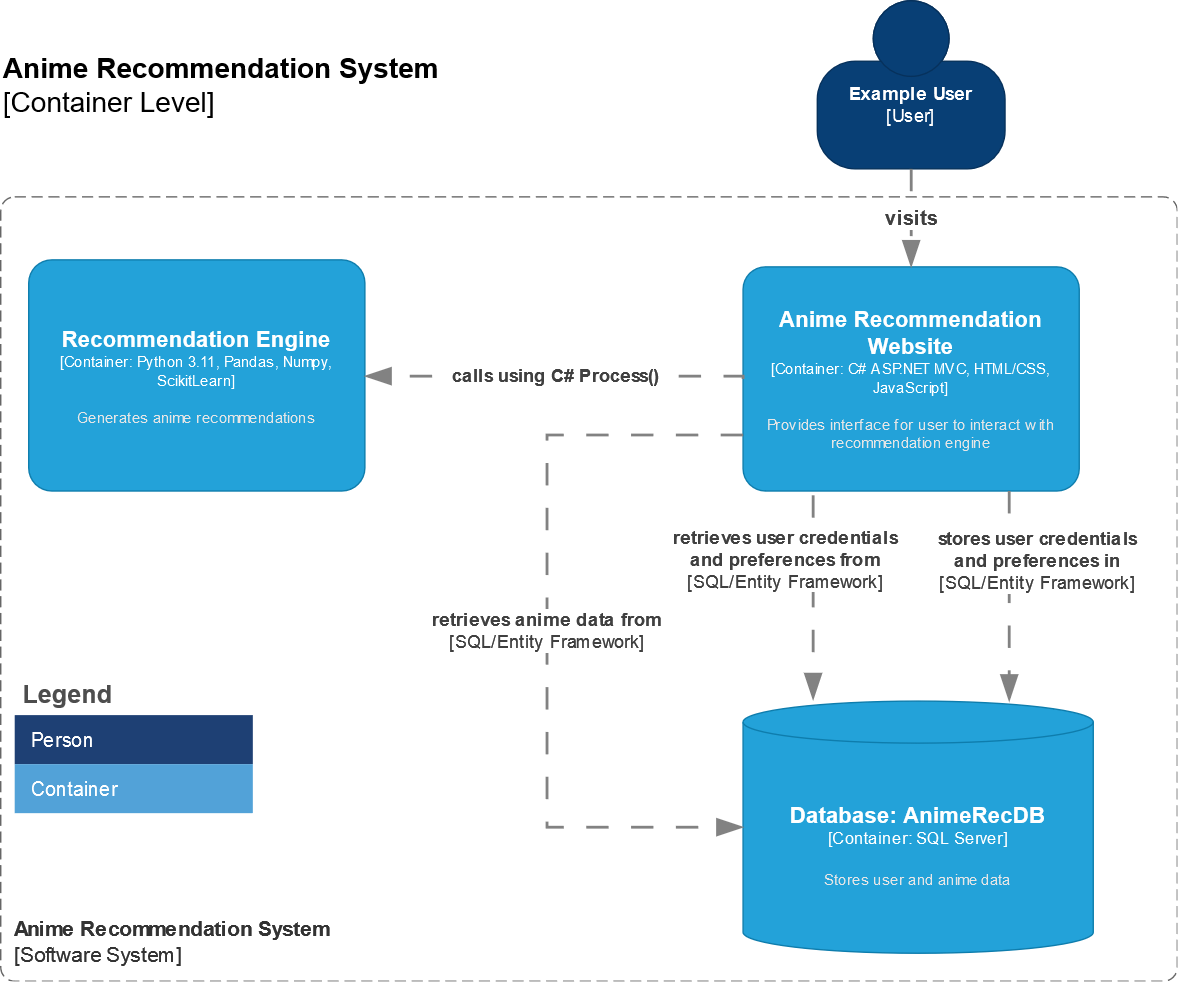 Anime Recommendation System
[Container Level]
Example User
[User]
visits
Recommendation Engine
[Container: Python 3.11, Pandas, Numpy,
ScikitLearn]
Generates anime recommendations
calls using C# Process()
Anime Recommendation
Website
[Container: C# ASP.NET MVC, HTML/CSS,
JavaScript]
Provides interface for user to interact with
recommendation engine
retrieves user credentials
and preferences from
[SQL/Entity Framework]
stores user credentials
and preferences in
[SQL/Entity Framework]
retrieves anime data from
[SQL/Entity Framework]
Legend
Person
Container
Database: AnimeRecDB
[Container: SQL Server]
Stores user and anime data
Anime Recommendation System
[Software System]